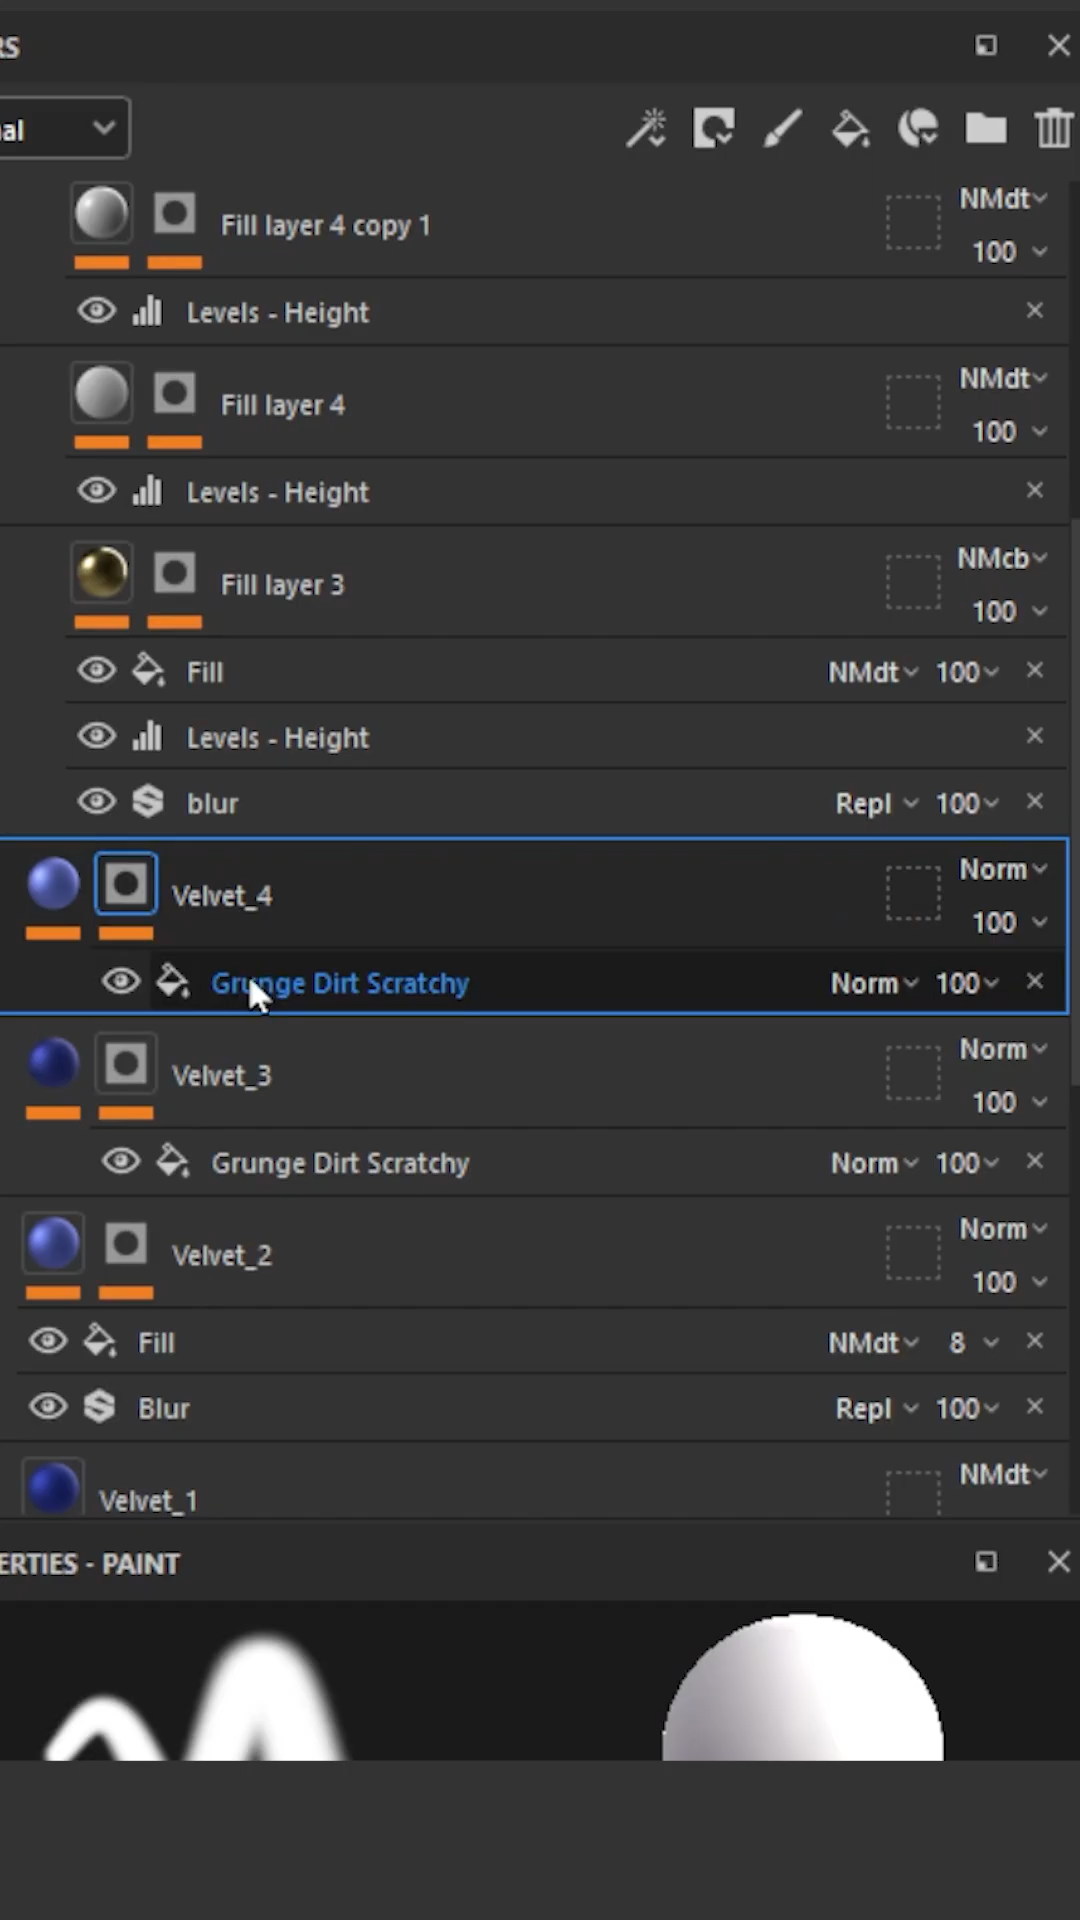 RS
al
NMdt
Fill layer 4 copy 1
100
Levels - Height
NMdt
Fill layer 4
100
Levels - Height
NMcb
Fill layer 3
100
Fill NMdt 100
Levels - Height
blur Repl 100
Norm
Velvet_4
100
Grunge Dirt Scratchy Norm 100
Norm
Velvet_3
100
Grunge Dirt Scratchy Norm 100
Norm
Velvet_2
100
Fill NMdt 8
Blur Repl 100
NMdt
Velvet_1
ERTIES - PAINT